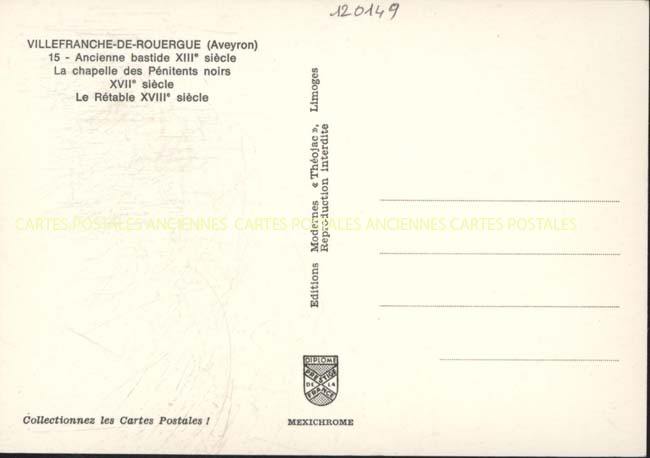 120149
VILLEFRANCHE-DE-ROUERGUE (Aveyron)
15 - Ancienne bastide XIIIe siècle
La chapelle des Pénitents noirs
XVIIe siècle
Le Rétable XVIIIe siècle
Editions Modernes « Théojac », Limoges
Reproduction interdite
CARTES POSTALES ANCIENNES CARTES POSTALES ANCIENNES CARTES POSTALES
DIPLOME
PRESTIGE
DE LA
FRANCE
Collectionnez les Cartes Postales !
MEXICHROME